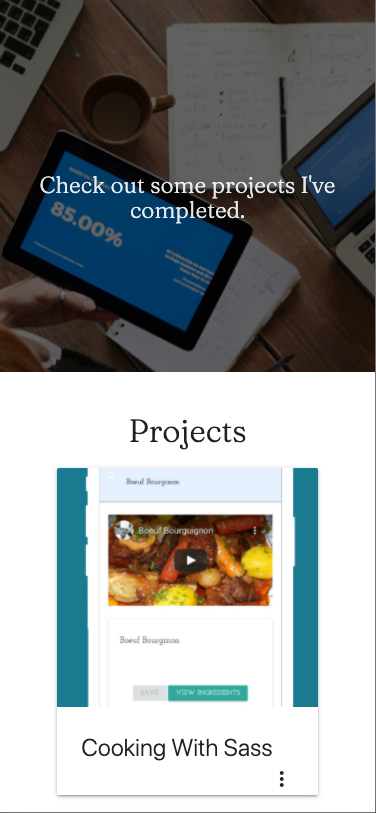 Check out some projects I've
completed.
85.00%
Projects
Boeuf Bourginon
Boeuf Bourguignon
Boeuf Bourginon
SAVE
VIEW INGREDIENTS
Cooking With Sass